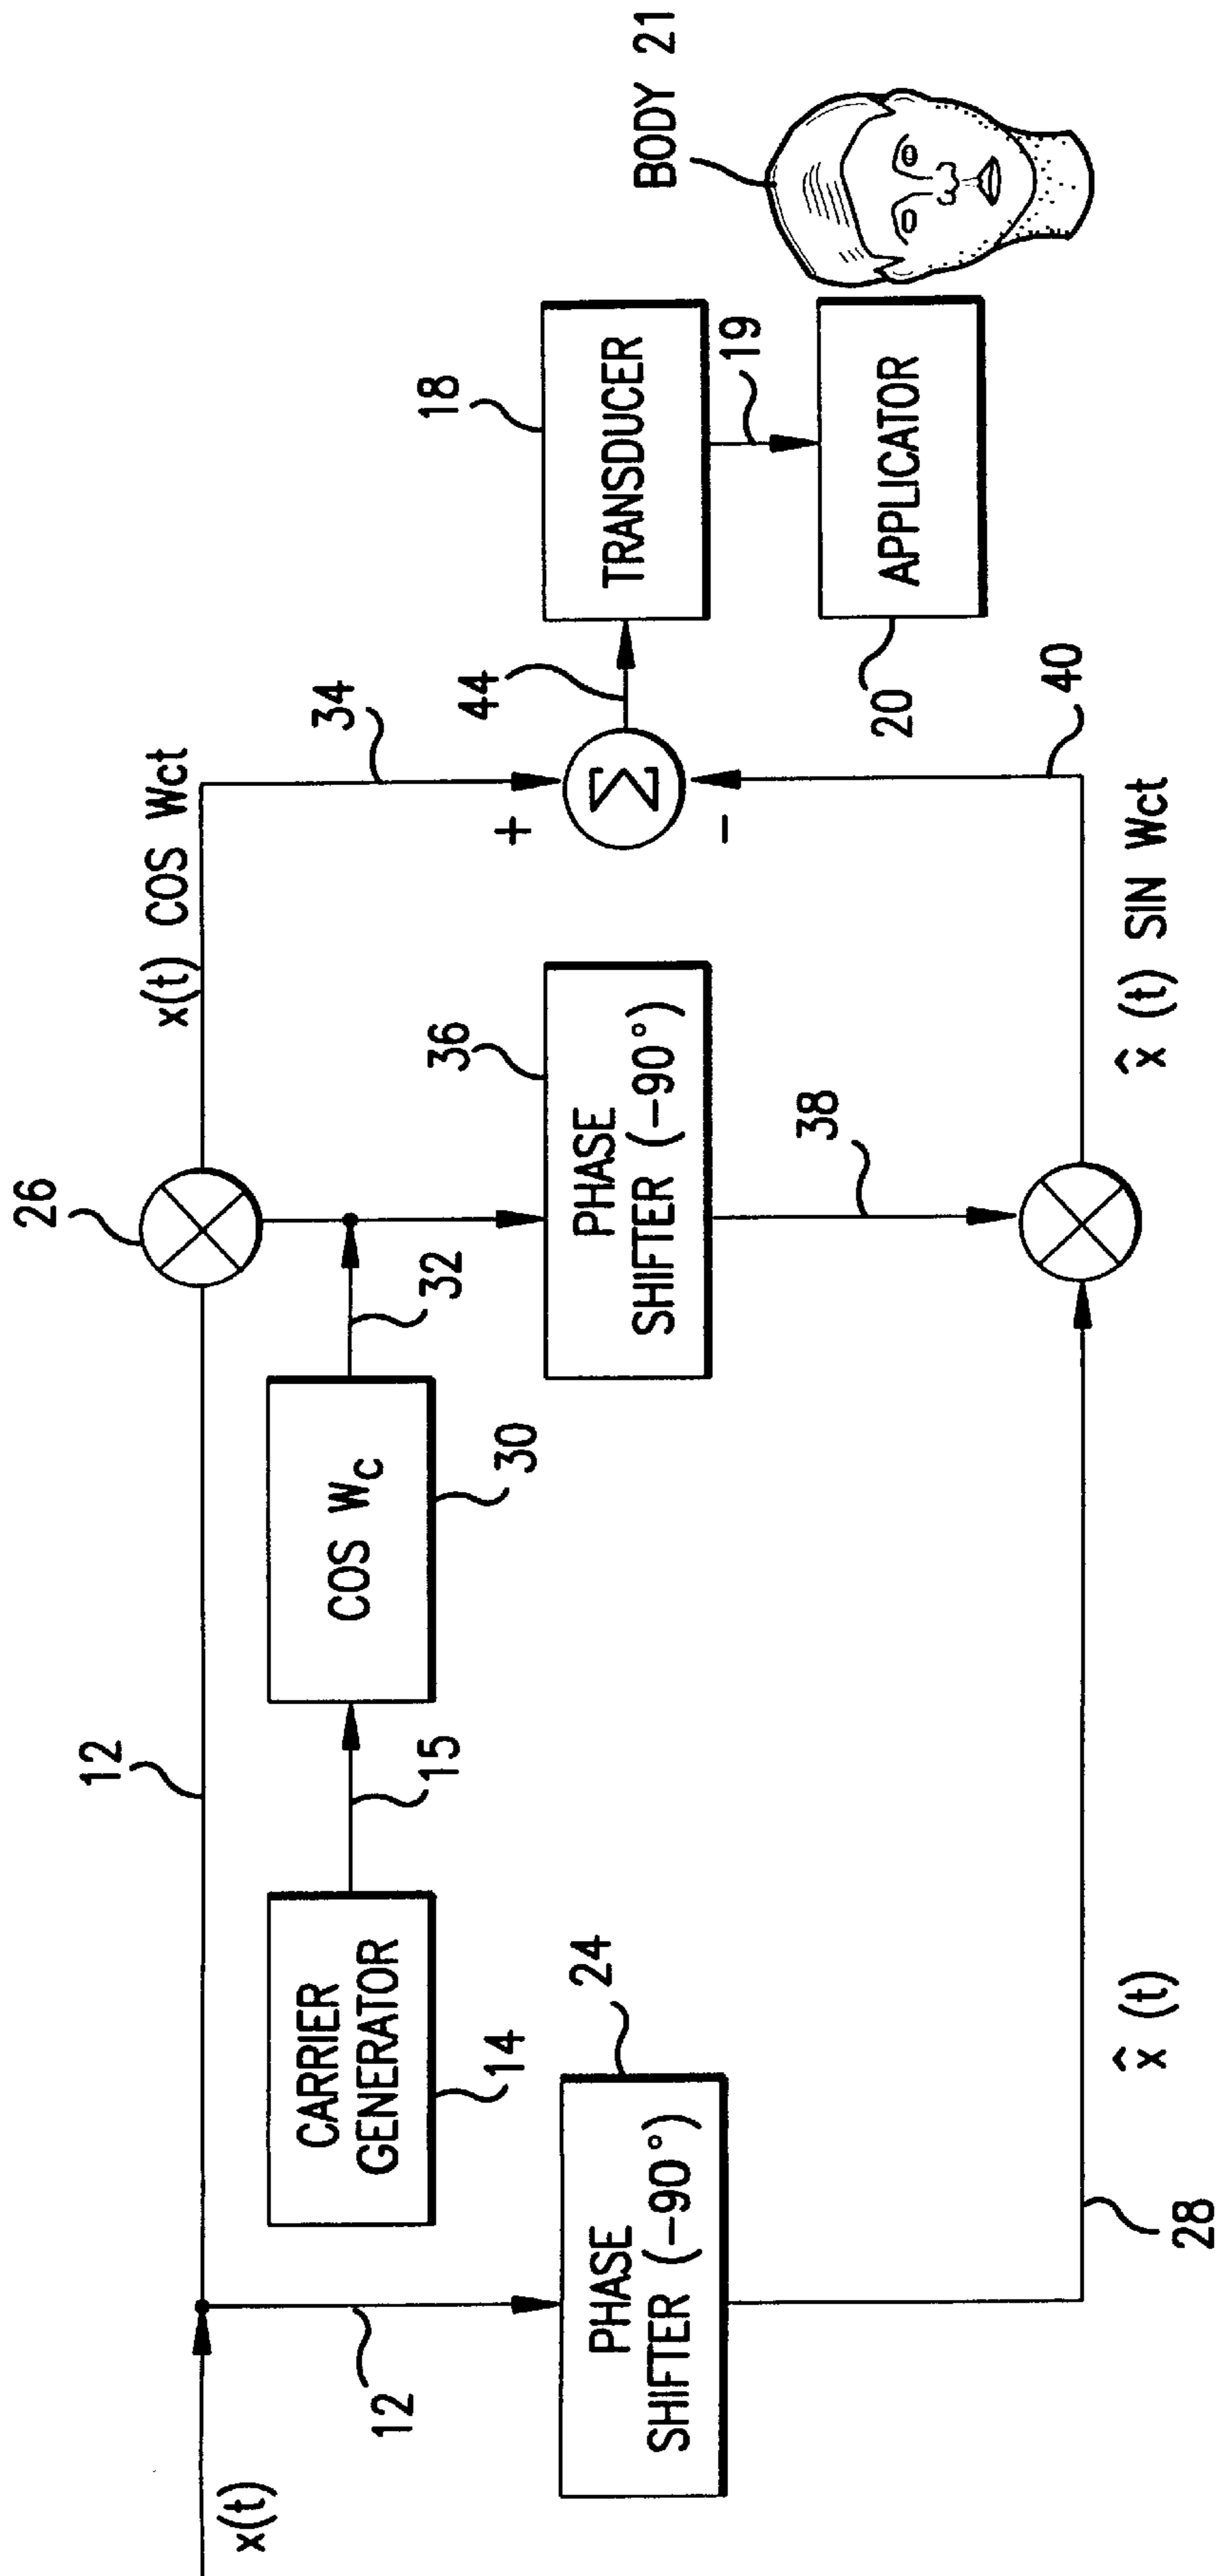 x(t)
12
12
CARRIER
GENERATOR
14
15
COS Wc
30
32
26
x(t) COS Wct
34
PHASE
SHIFTER (-90°)
24
PHASE
SHIFTER (-90°)
36
38
+
Σ
-
44
TRANSDUCER
18
19
APPLICATOR
20
BODY 21
28
x̂ (t)
x̂ (t) SIN Wct
40